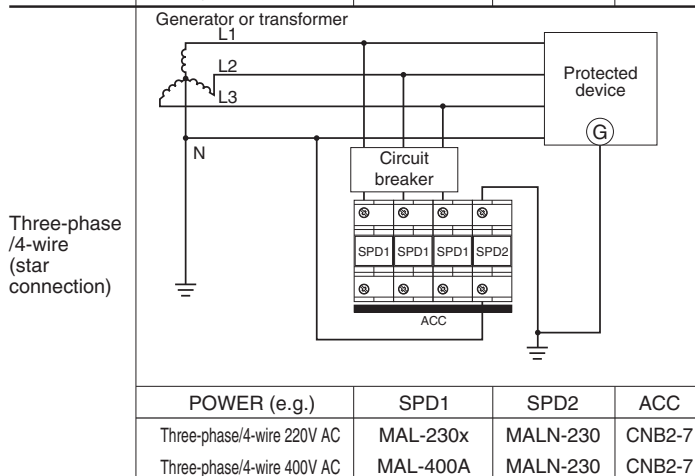 Generator or transformer
L1
L2
L3
N
Protected
device
G
Circuit
breaker
SPD1 SPD1 SPD1 SPD2
ACC
Three-phase
/4-wire
(star
connection)
POWER (e.g.) SPD1 SPD2 ACC
Three-phase/4-wire 220V AC MAL-230x MALN-230 CNB2-7
Three-phase/4-wire 400V AC MAL-400A MALN-230 CNB2-7